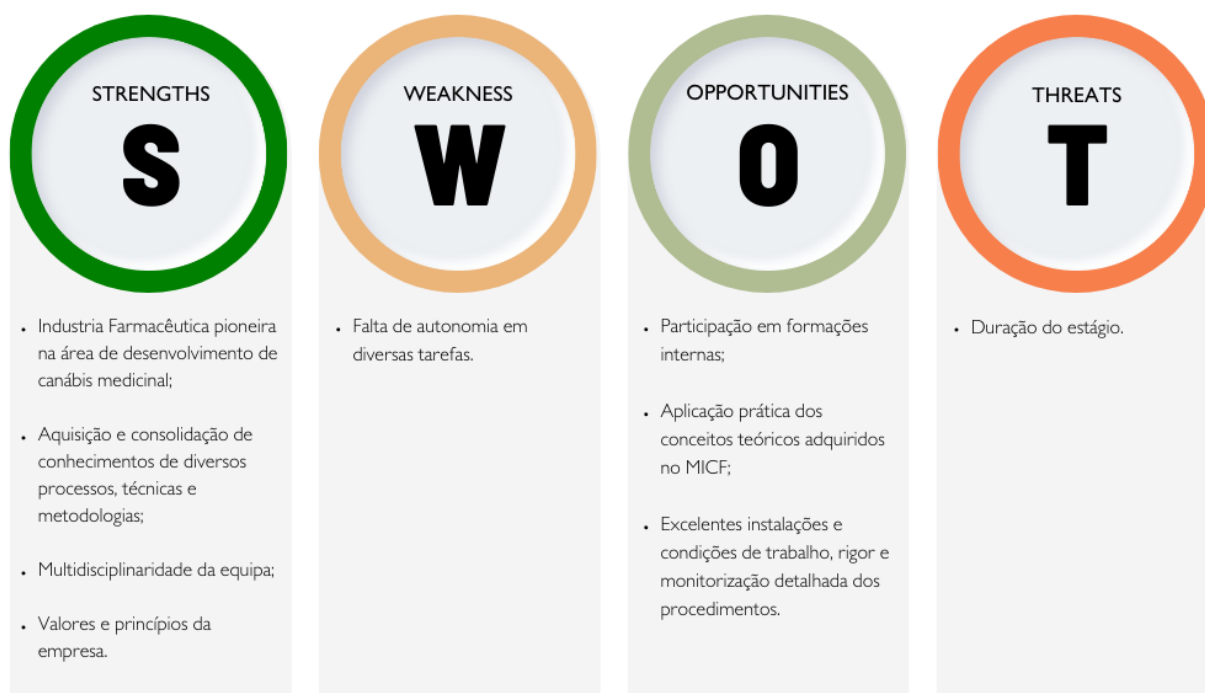 STRENGTHS
S
• Industria Farmacêutica pioneira
na área de desenvolvimento de
canábis medicinal;
• Aquisição e consolidação de
conhecimentos de diversos
processos, técnicas e
metodologias;
• Multidisciplinaridade da equipa;
• Valores e princípios da
empresa.
WEAKNESS
W
• Falta de autonomia em
diversas tarefas.
OPPORTUNITIES
O
• Participação em formações
internas;
• Aplicação prática dos
conceitos teóricos adquiridos
no MICF;
• Excelentes instalações e
condições de trabalho, rigor e
monitorização detalhada dos
procedimentos.
THREATS
T
• Duração do estágio.